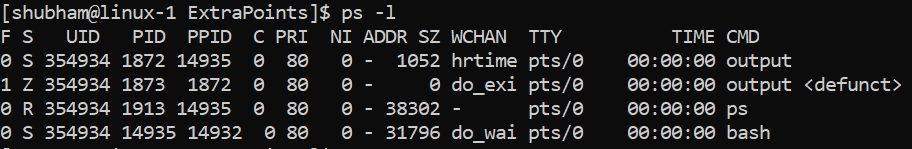 [shubham@linux-1 ExtraPoints]$ ps -l
F S UID PID PPID C PRI NI ADDR SZ WCHAN TTY TIME CMD
0 S 354934 1872 14935 0 80 0 - 1052 hrtime pts/0 00:00:00 output
1 Z 354934 1873 1872 0 80 0 - 0 do_exi pts/0 00:00:00 output <defunct>
0 R 354934 1913 14935 0 80 0 - 38302 - pts/0 00:00:00 ps
0 S 354934 14935 14932 0 80 0 - 31796 do_wai pts/0 00:00:00 bash